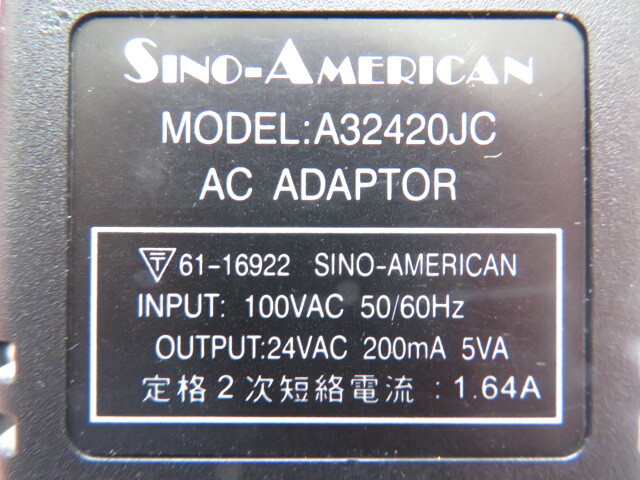 SINO-AMERICAN
MODEL:A32420JC
AC ADAPTOR
〒61-16922 SINO-AMERICAN
INPUT: 100VAC 50/60Hz
OUTPUT:24VAC 200mA 5VA
定格2次短絡電流:1.64A